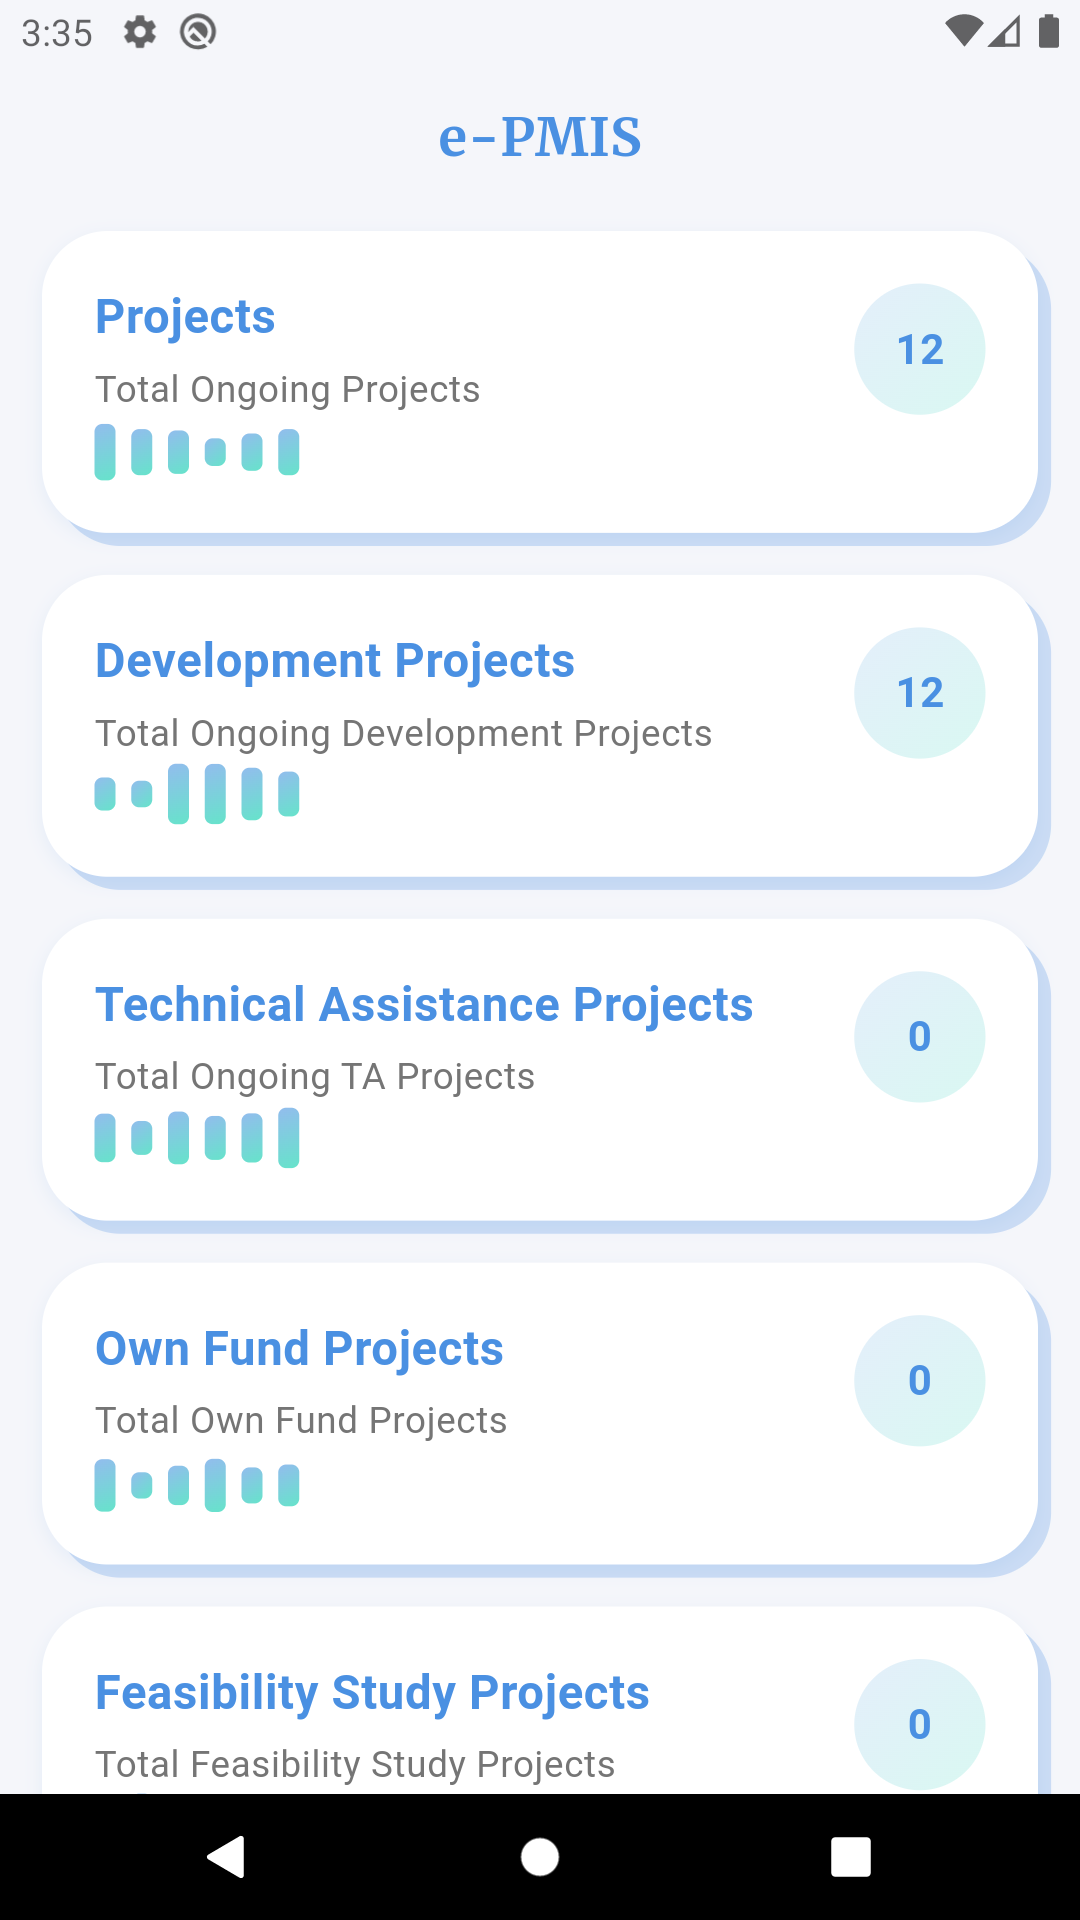 3:35
e-PMIS
Projects
12
Total Ongoing Projects
Development Projects
12
Total Ongoing Development Projects
Technical Assistance Projects
0
Total Ongoing TA Projects
Own Fund Projects
0
Total Own Fund Projects
Feasibility Study Projects
0
Total Feasibility Study Projects